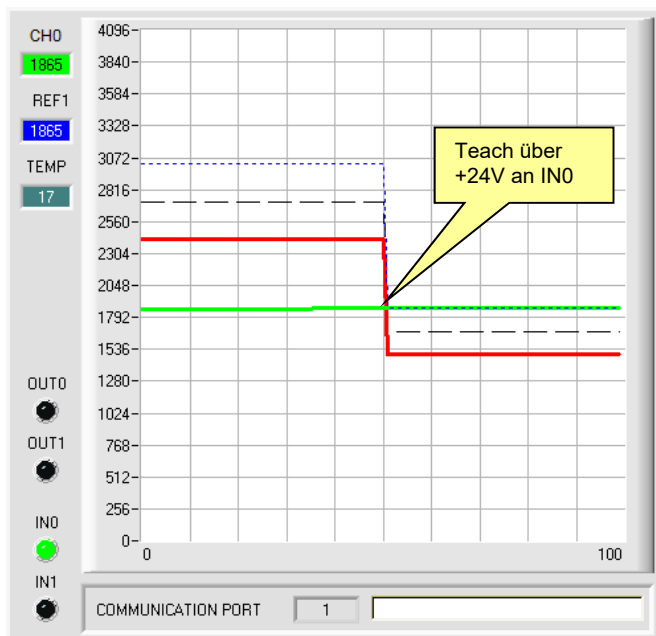 CH0
1865
REF1
1865
TEMP
17
OUT0
OUT1
IN0
IN1
4096
3840
3584
3328
3072
2816
2560
2304
2048
1792
1536
1280
1024
768
512
256
0
0
100
Teach über
+24V an IN0
COMMUNICATION PORT
1